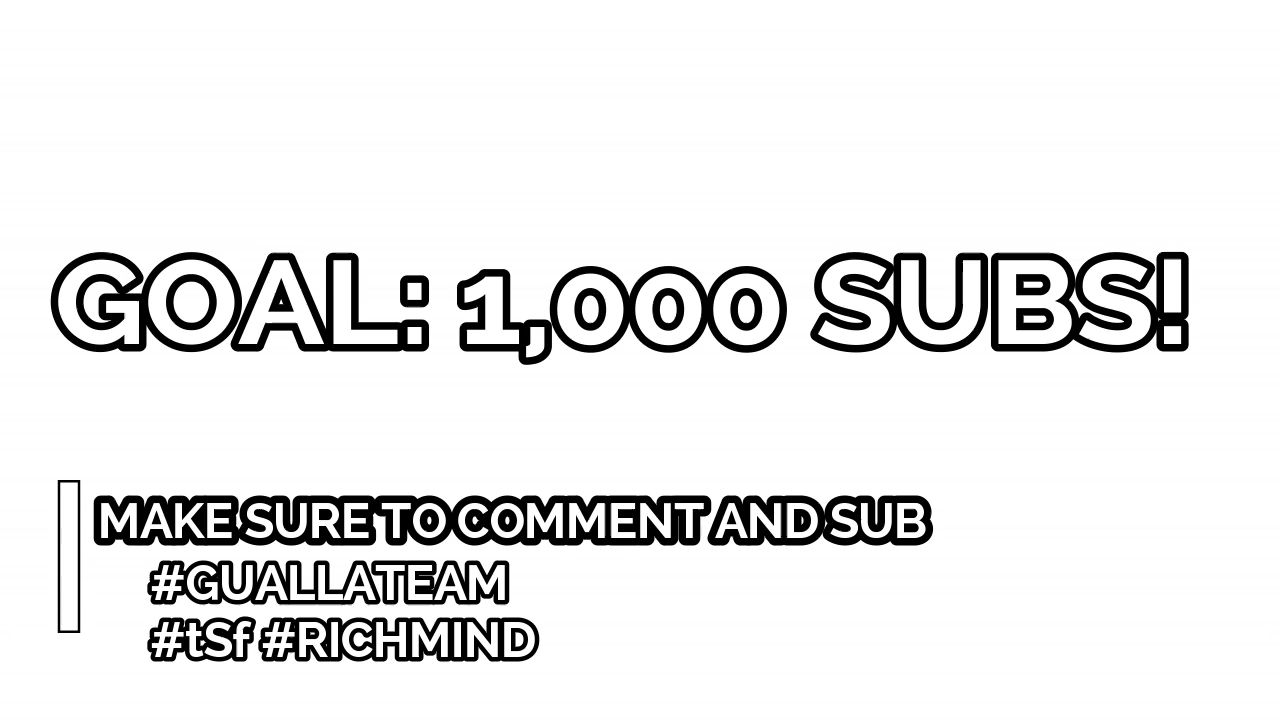 GOAL: 1,000 SUBS!
MAKE SURE TO COMMENT AND SUB
#GUALLATEAM
#tSf #RICHMIND